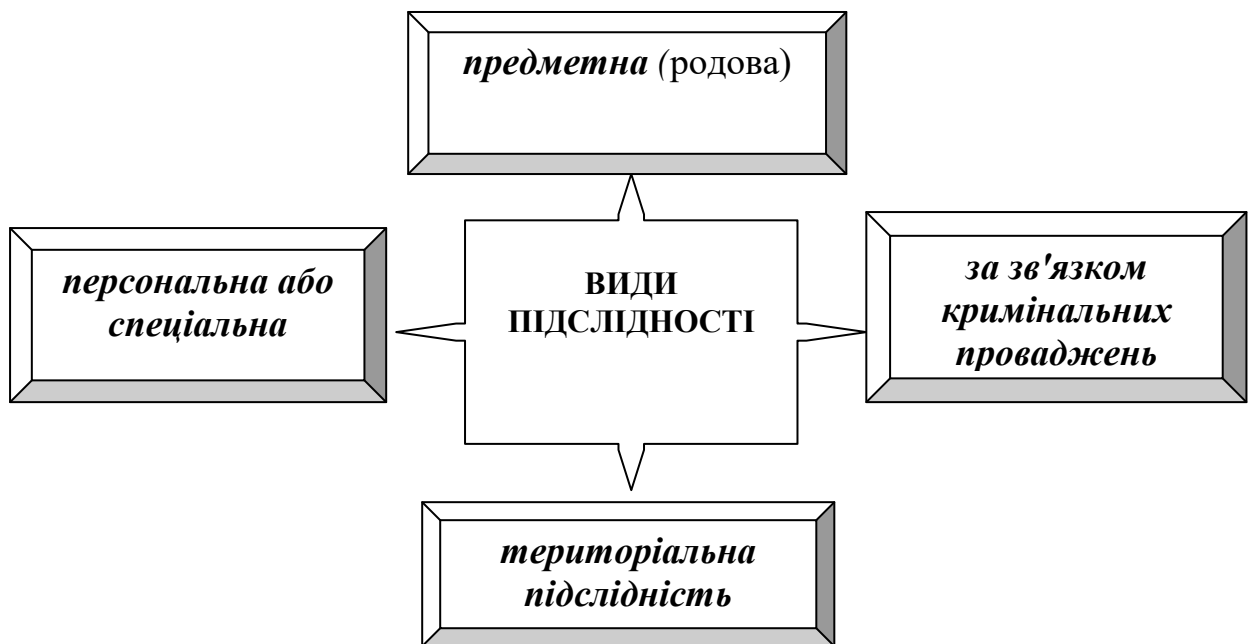 предметна (родова)
персональна або
спеціальна
ВИДИ
ПІДСЛІДНОСТІ
за зв'язком
кримінальних
проваджень
територіальна
підслідність